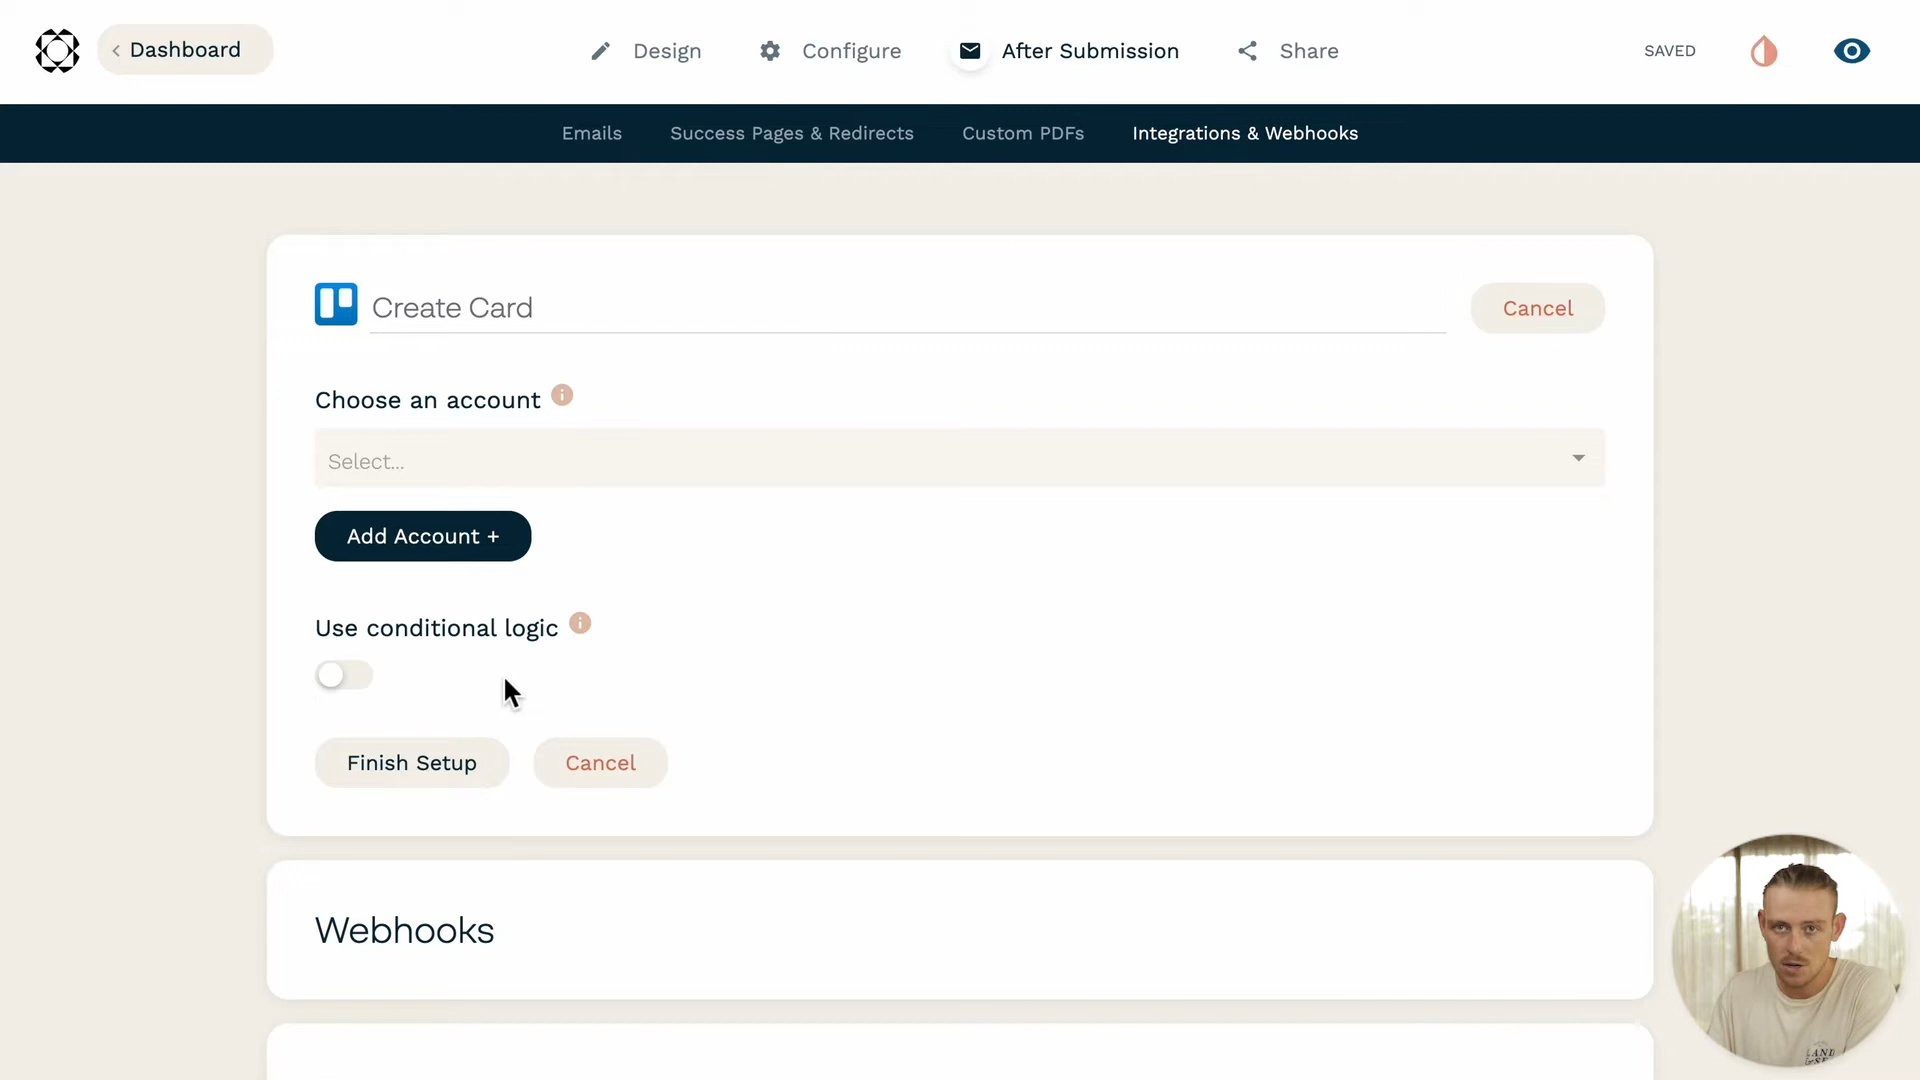 Dashboard
Design
Configure
After Submission
Share
SAVED
Emails
Success Pages & Redirects
Custom PDFs
Integrations & Webhooks
Create Card
Cancel
Choose an account
Select...
Add Account +
Use conditional logic
Finish Setup
Cancel
Webhooks